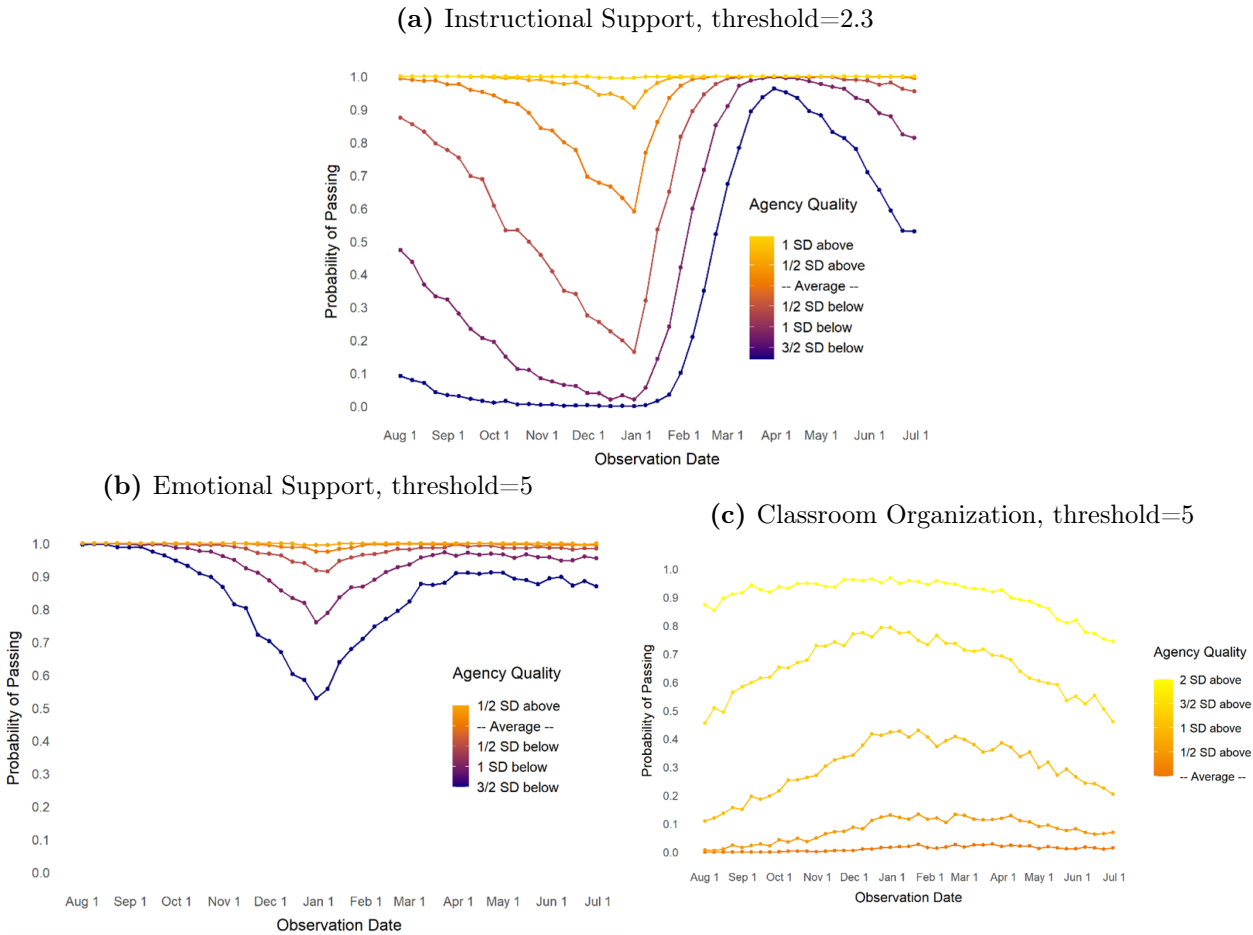 (a) Instructional Support, threshold=2.3
1.0
0.9
0.8
0.7
0.6
0.5
0.4
0.3
0.2
0.1
0.0
Probability of Passing
Agency Quality
1 SD above
1/2 SD above
-- Average --
1/2 SD below
1 SD below
3/2 SD below
Aug 1 Sep 1 Oct 1 Nov 1 Dec 1 Jan 1 Feb 1 Mar 1 Apr 1 May 1 Jun 1 Jul 1
Observation Date
(b) Emotional Support, threshold=5
1.0
0.9
0.8
0.7
0.6
0.5
0.4
0.3
0.2
0.1
0.0
Probability of Passing
Agency Quality
1/2 SD above
-- Average --
1/2 SD below
1 SD below
3/2 SD below
Aug 1 Sep 1 Oct 1 Nov 1 Dec 1 Jan 1 Feb 1 Mar 1 Apr 1 May 1 Jun 1 Jul 1
Observation Date
(c) Classroom Organization, threshold=5
1.0
0.9
0.8
0.7
0.6
0.5
0.4
0.3
0.2
0.1
0.0
Probability of Passing
Agency Quality
2 SD above
3/2 SD above
1 SD above
1/2 SD above
-- Average --
Aug 1 Sep 1 Oct 1 Nov 1 Dec 1 Jan 1 Feb 1 Mar 1 Apr 1 May 1 Jun 1 Jul 1
Observation Date